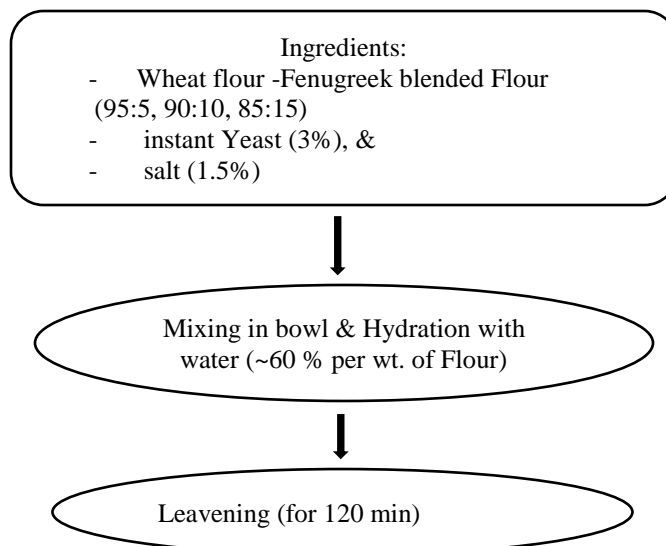 Ingredients:
- Wheat flour -Fenugreek blended Flour
(95:5, 90:10, 85:15)
- instant Yeast (3%), &
- salt (1.5%)
Mixing in bowl & Hydration with
water (~60 % per wt. of Flour)
Leavening (for 120 min)